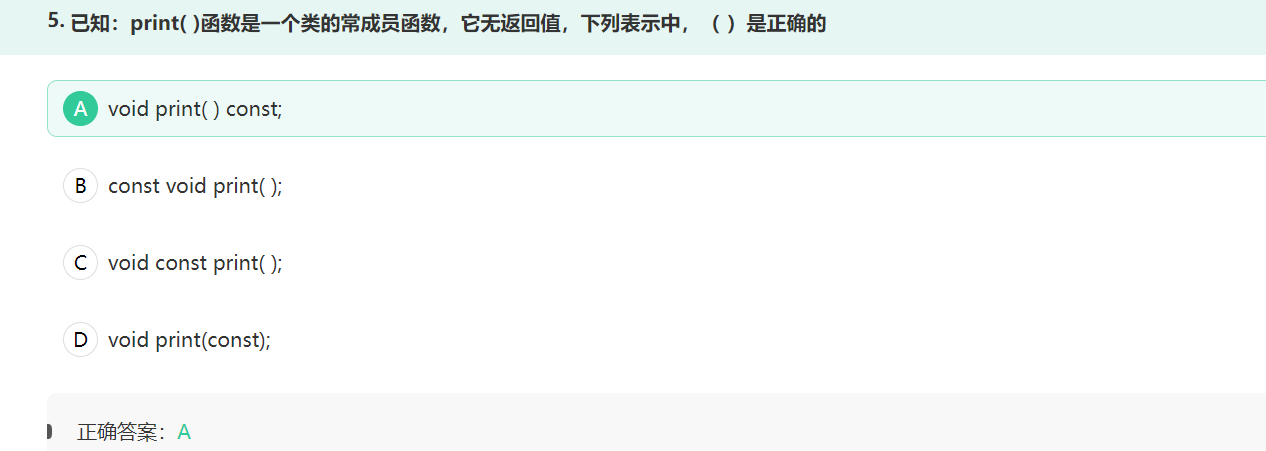 5. 已知：print( )函数是一个类的常成员函数，它无返回值，下列表示中，（ ）是正确的
A void print( ) const;
B const void print( );
C void const print( );
D void print(const);
正确答案：A